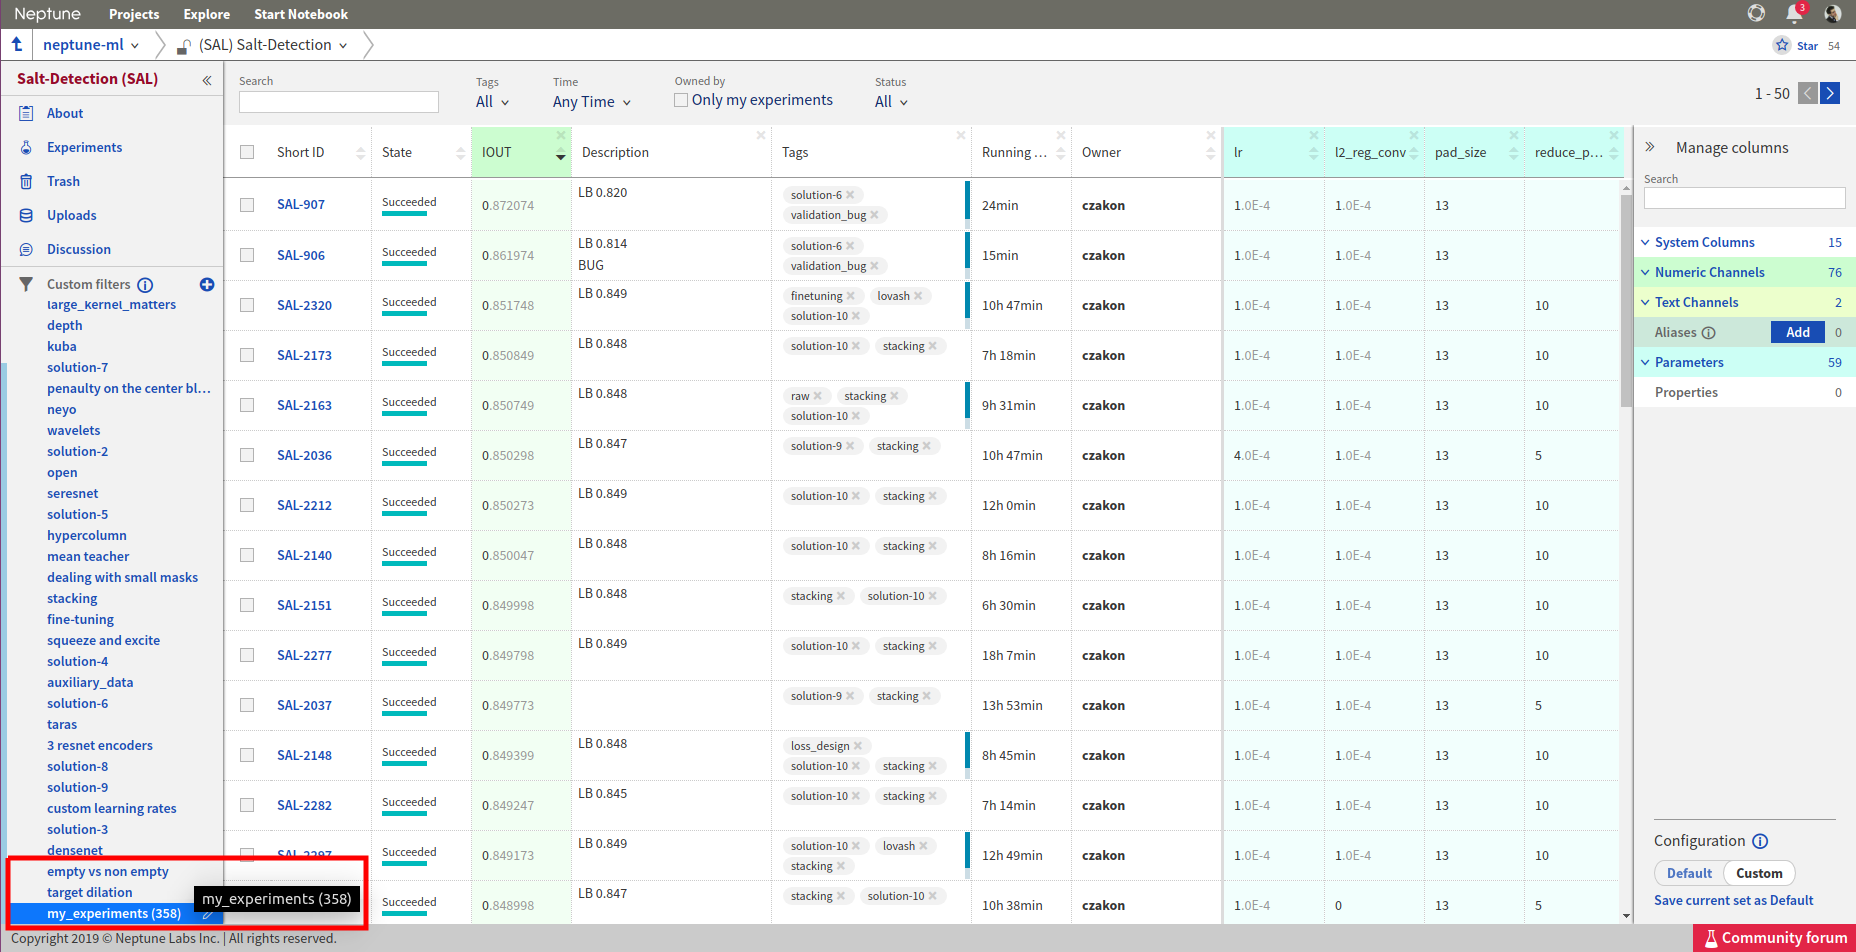 Neptune Projects Explore Start Notebook 3
neptune-ml (SAL) Salt-Detection Star 54
Salt-Detection (SAL) «
About
Experiments
Trash
Uploads
Discussion
Custom filters
large_kernel_matters
depth
kuba
solution-7
penaulty on the center bl...
neyo
wavelets
solution-2
open
seresnet
solution-5
hypercolumn
mean teacher
dealing with small masks
stacking
fine-tuning
squeeze and excite
solution-4
auxiliary_data
solution-6
taras
3 resnet encoders
solution-8
solution-9
custom learning rates
solution-3
densenet
empty vs non empty
target dilation
my_experiments (358)
my_experiments (358)
Search Tags Time Owned by Status
All Any Time Only my experiments All 1 - 50
Short ID State IOUT Description Tags Running ... Owner lr l2_reg_conv pad_size reduce_p...
SAL-907 Succeeded 0.872074 LB 0.820 solution-6 validation_bug 24min czakon 1.0E-4 1.0E-4 13
SAL-906 Succeeded 0.861974 LB 0.814 BUG solution-6 validation_bug 15min czakon 1.0E-4 1.0E-4 13
SAL-2320 Succeeded 0.851748 LB 0.849 finetuning lovash solution-10 10h 47min czakon 1.0E-4 1.0E-4 13 10
SAL-2173 Succeeded 0.850849 LB 0.848 solution-10 stacking 7h 18min czakon 1.0E-4 1.0E-4 13 10
SAL-2163 Succeeded 0.850749 LB 0.848 raw stacking solution-10 9h 31min czakon 1.0E-4 1.0E-4 13 10
SAL-2036 Succeeded 0.850298 LB 0.847 solution-9 stacking 10h 47min czakon 4.0E-4 1.0E-4 13 5
SAL-2212 Succeeded 0.850273 LB 0.849 solution-10 stacking 12h 0min czakon 1.0E-4 1.0E-4 13 10
SAL-2140 Succeeded 0.850047 LB 0.848 solution-10 stacking 8h 16min czakon 1.0E-4 1.0E-4 13 10
SAL-2151 Succeeded 0.849998 LB 0.848 stacking solution-10 6h 30min czakon 1.0E-4 1.0E-4 13 10
SAL-2277 Succeeded 0.849798 LB 0.849 solution-10 stacking 18h 7min czakon 1.0E-4 1.0E-4 13 10
SAL-2037 Succeeded 0.849773 solution-9 stacking 13h 53min czakon 1.0E-4 1.0E-4 13 5
SAL-2148 Succeeded 0.849399 LB 0.848 loss_design solution-10 stacking 8h 45min czakon 1.0E-4 1.0E-4 13 10
SAL-2282 Succeeded 0.849247 LB 0.845 solution-10 stacking 7h 14min czakon 1.0E-4 1.0E-4 13 10
SAL-2297 Succeeded 0.849173 LB 0.849 solution-10 lovash stacking 12h 49min czakon 1.0E-4 1.0E-4 13 10
Succeeded 0.848998 LB 0.847 stacking solution-10 10h 38min czakon 1.0E-4 0 13 5
» Manage columns
Search
System Columns 15
Numeric Channels 76
Text Channels 2
Aliases Add 0
Parameters 59
Properties 0
Configuration
Default Custom
Save current set as Default
Copyright 2019 © Neptune Labs Inc. | All rights reserved.
Community forum